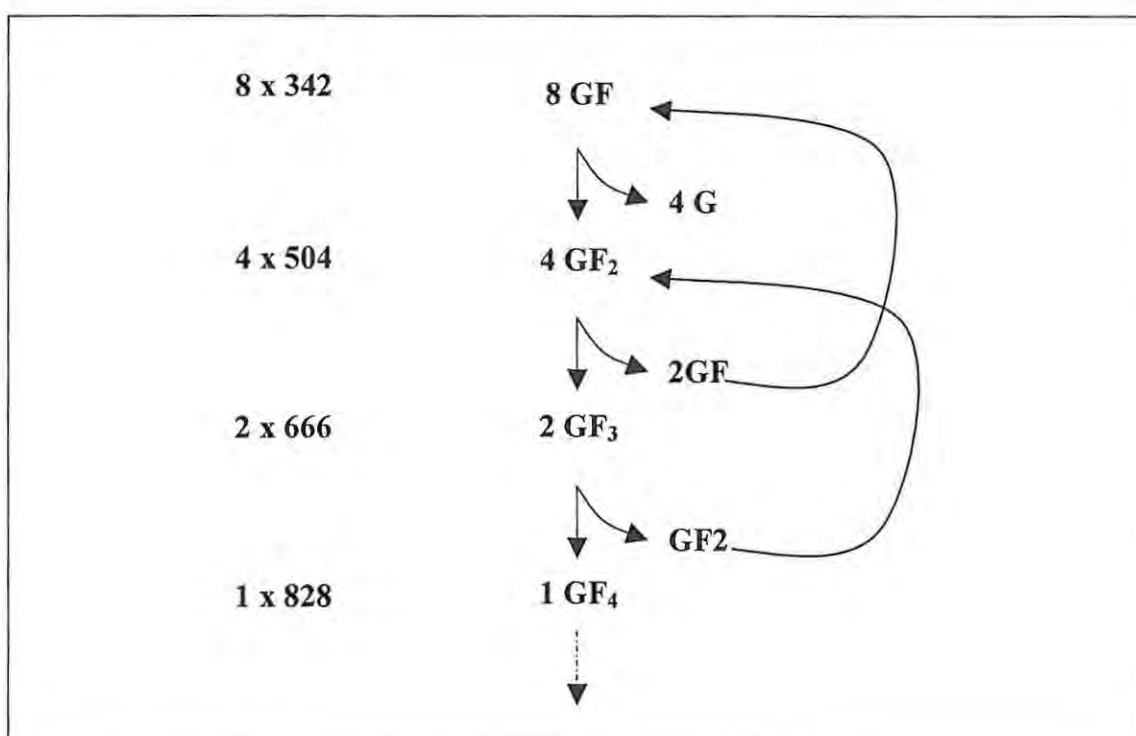 8 x 342 8 GF
4 G
4 x 504 4 GF₂
2GF
2 x 666 2 GF₃
GF2
1 x 828 1 GF₄